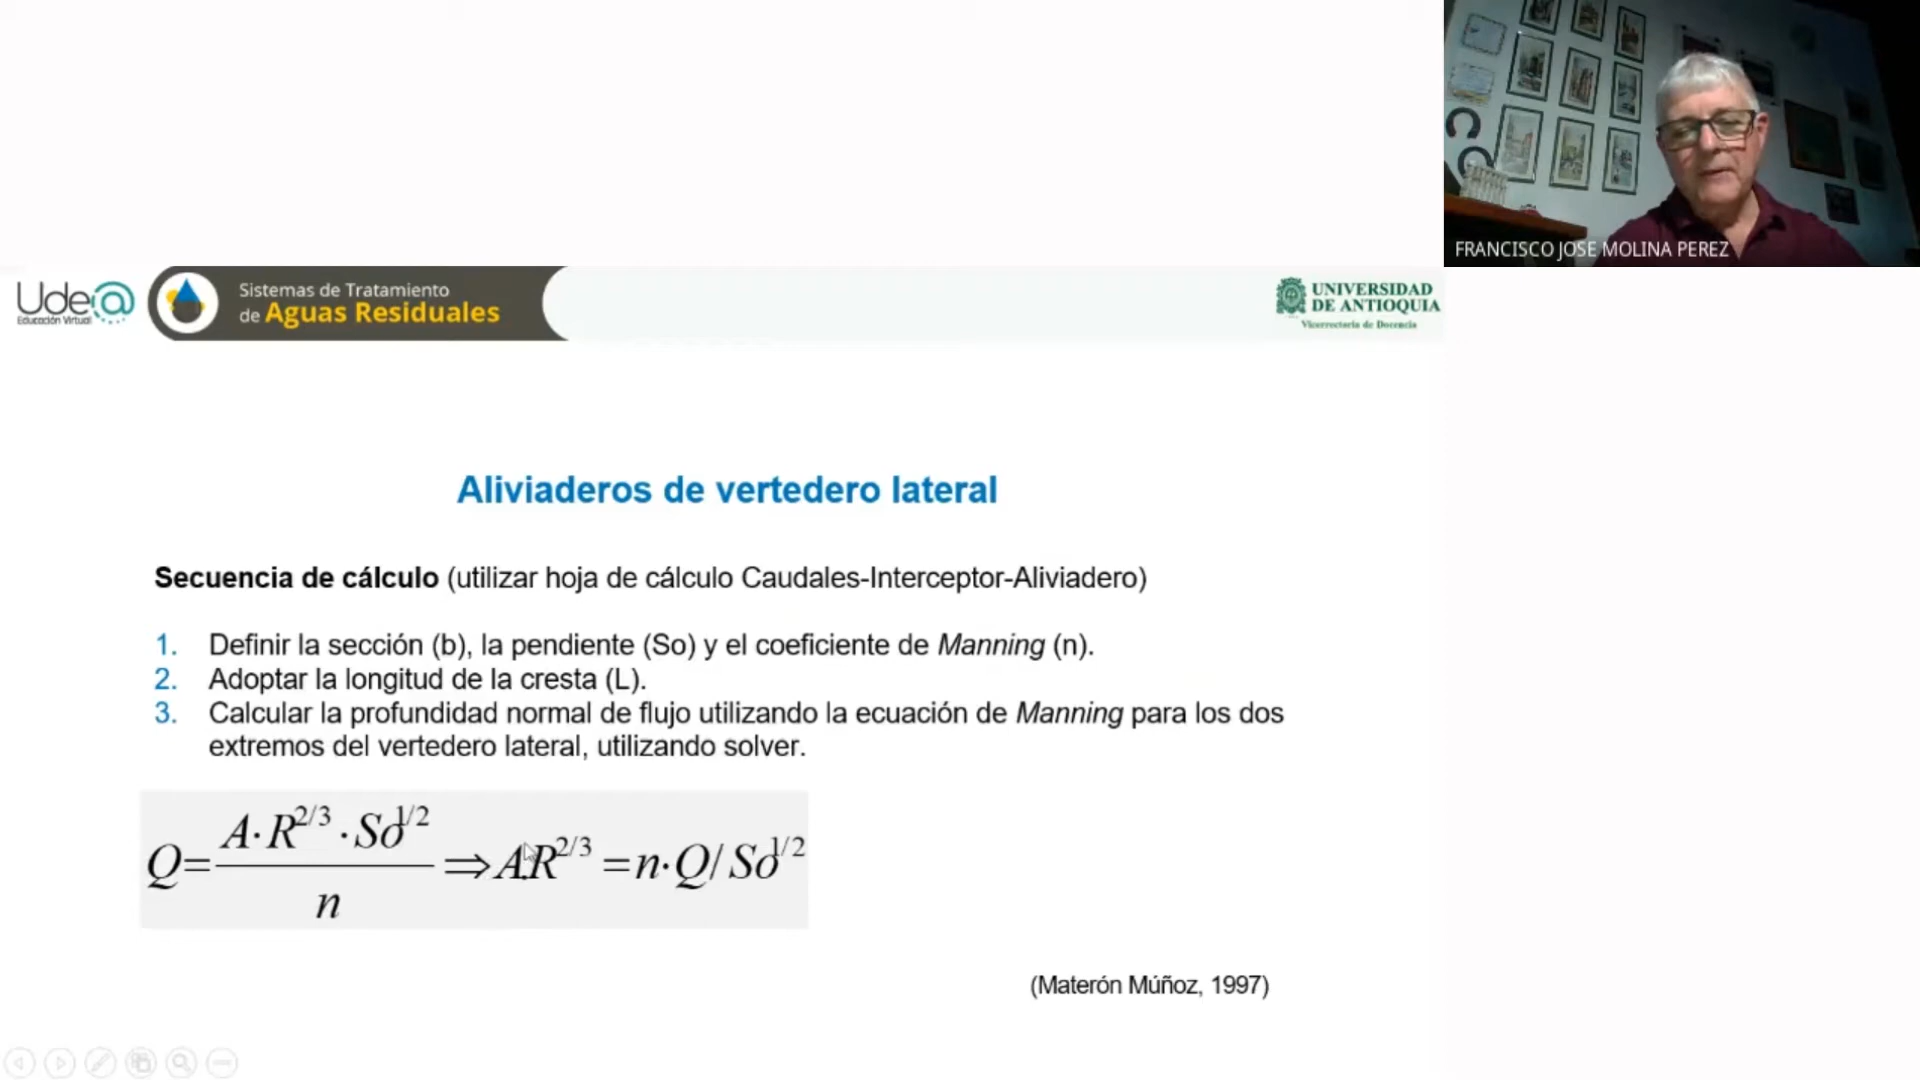 FRANCISCO JOSE MOLINA PEREZ
Ude@
Educación Virtual
Sistemas de Tratamiento
de Aguas Residuales
UNIVERSIDAD
DE ANTIOQUIA
Vicerrectoría de Docencia
Aliviaderos de vertedero lateral
Secuencia de cálculo (utilizar hoja de cálculo Caudales-Interceptor-Aliviadero)
1. Definir la sección (b), la pendiente (So) y el coeficiente de Manning (n).
2. Adoptar la longitud de la cresta (L).
3. Calcular la profundidad normal de flujo utilizando la ecuación de Manning para los dos
extremos del vertedero lateral, utilizando solver.
Q = A·R^2/3·So^1/2 / n ⇒ A.R^2/3 = n·Q/So^1/2
(Materón Múñoz, 1997)